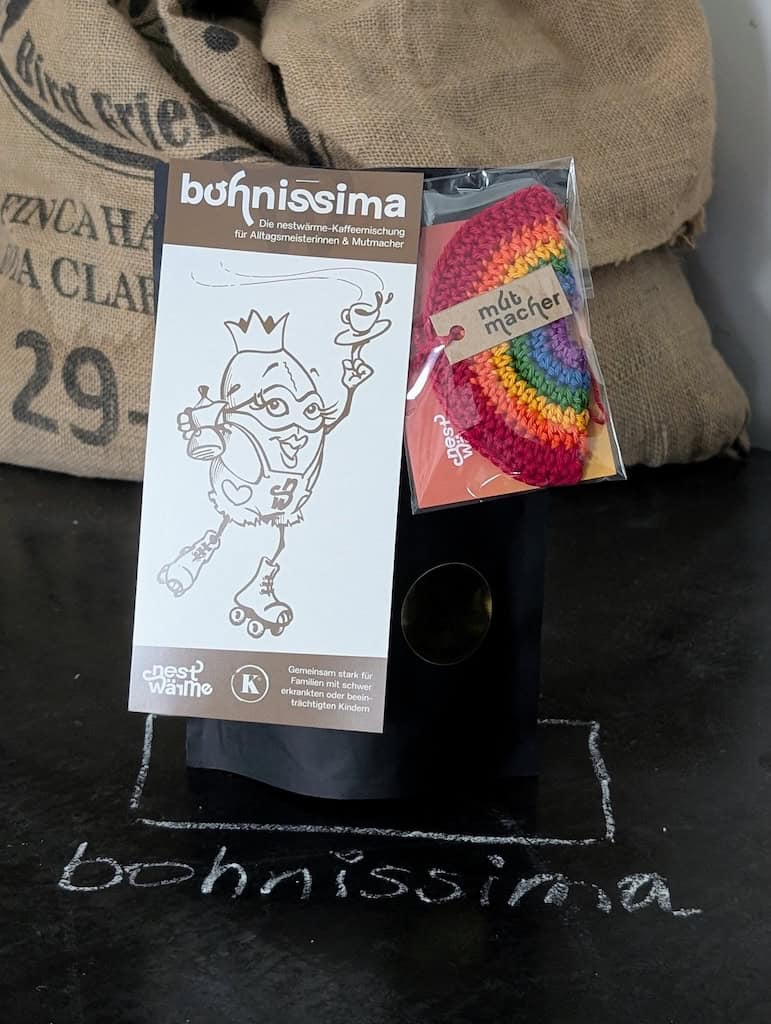 Bird Frien
FINCA HA
A CLAR
29-
bohnissima
Die nestwärme-Kaffeemischung
für Alltagsmeisterinnen & Mutmacher
mut
macher
nest
wärme
K
Gemeinsam stark für
Familien mit schwer
erkrankten oder beein-
trächtigten Kindern
bohnissima